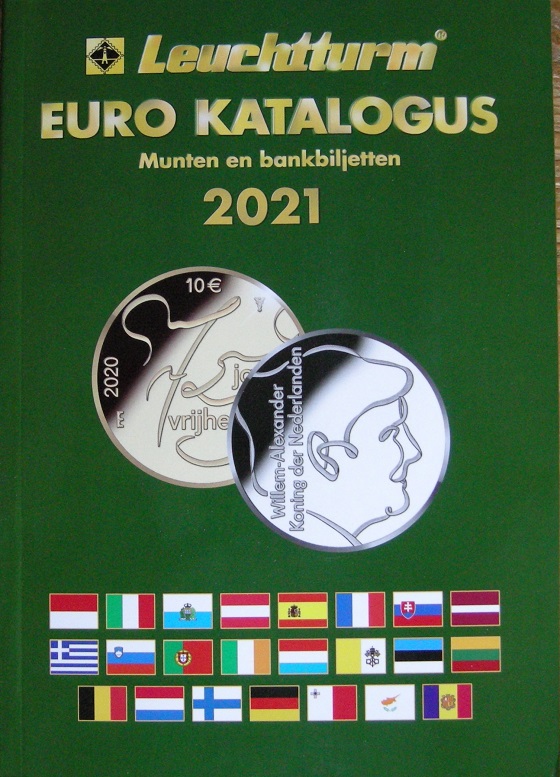 Leuchtturm®
EURO KATALOGUS
Munten en bankbiljetten
2021
10€
2020
vrijhe
Willem-Alexander
Koning der Nederlanden